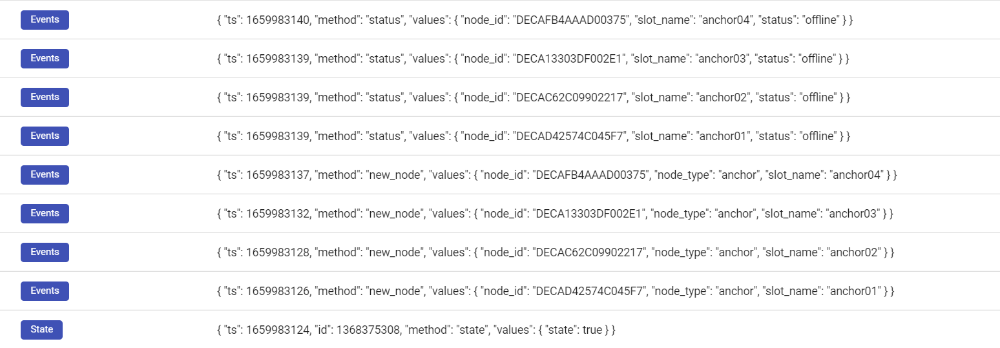 Events { "ts": 1659983140, "method": "status", "values": { "node_id": "DECAFB4AAAD00375", "slot_name": "anchor04", "status": "offline" } }
Events { "ts": 1659983139, "method": "status", "values": { "node_id": "DECA13303DF002E1", "slot_name": "anchor03", "status": "offline" } }
Events { "ts": 1659983139, "method": "status", "values": { "node_id": "DECAC62C09902217", "slot_name": "anchor02", "status": "offline" } }
Events { "ts": 1659983139, "method": "status", "values": { "node_id": "DECAD42574C045F7", "slot_name": "anchor01", "status": "offline" } }
Events { "ts": 1659983137, "method": "new_node", "values": { "node_id": "DECAFB4AAAD00375", "node_type": "anchor", "slot_name": "anchor04" } }
Events { "ts": 1659983132, "method": "new_node", "values": { "node_id": "DECA13303DF002E1", "node_type": "anchor", "slot_name": "anchor03" } }
Events { "ts": 1659983128, "method": "new_node", "values": { "node_id": "DECAC62C09902217", "node_type": "anchor", "slot_name": "anchor02" } }
Events { "ts": 1659983126, "method": "new_node", "values": { "node_id": "DECAD42574C045F7", "node_type": "anchor", "slot_name": "anchor01" } }
State { "ts": 1659983124, "id": 1368375308, "method": "state", "values": { "state": true } }